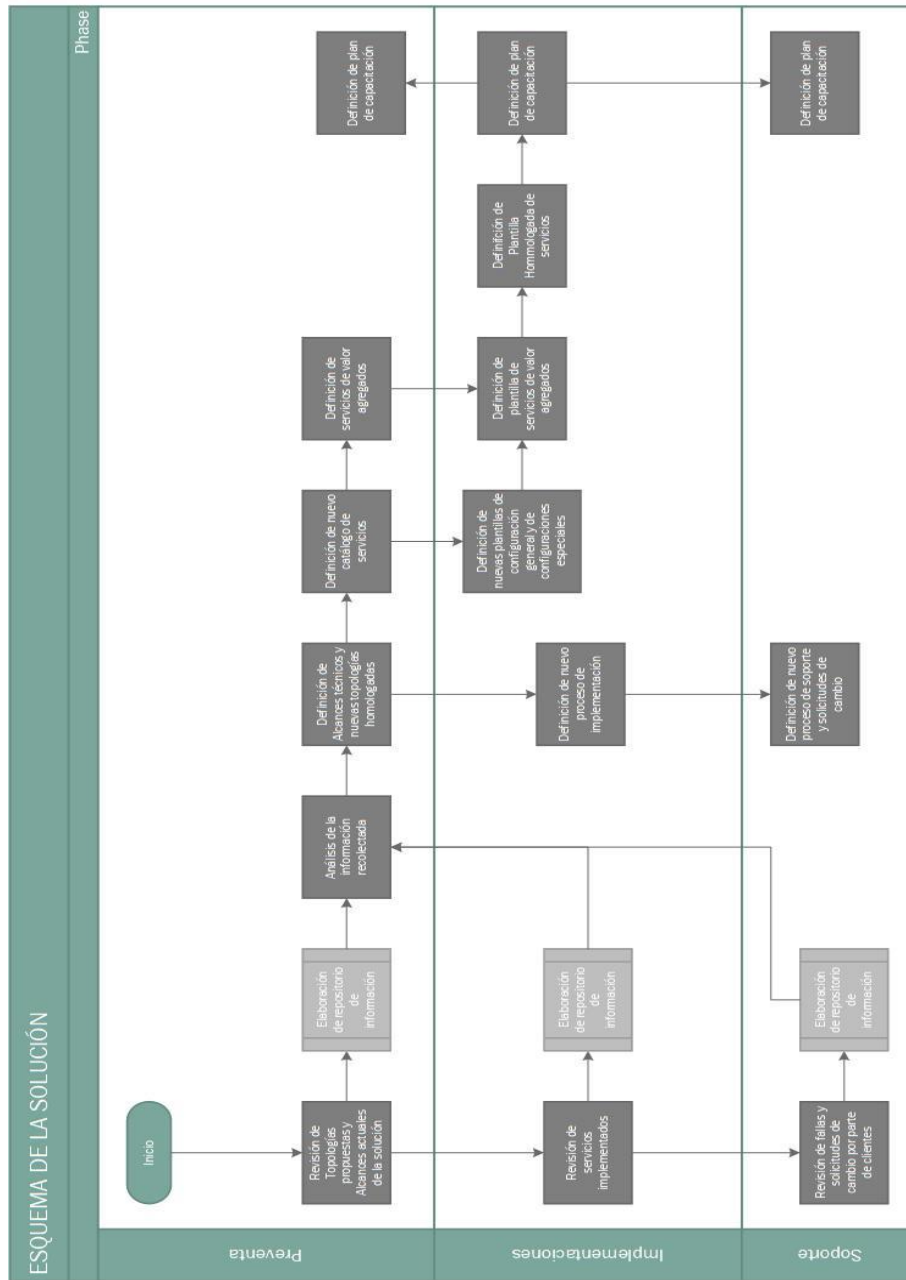 ESQUEMA DE LA SOLUCIÓN
Phase
Preventa
Inicio
Revisión de
Topologías
propuestas y
Alcances actuales
de la solución
Elaboración
de repositorio
de
información
Análisis de la
información
recolectada
Definición de
Alcances técnicos y
nuevas topologías
homologadas
Definición de nuevo
catálogo de
servicios
Definición de
servicios de valor
agregados
Definición de plan
de capacitación
Implementaciones
Revisión de
servicios
implementados
Elaboración
de repositorio
de
información
Definición de nuevo
proceso de
implementación
Definición de
nuevas plantillas de
configuración
general y de
configuraciones
especiales
Definición de
plantilla de
servicios de valor
agregados
Definifción de
Plantilla
Hommologada de
servicios
Definición de plan
de capacitación
Soporte
Revisión de fallas y
solicitudes de
cambio por parte
de clientes
Elaboración
de repositorio
de
información
Definición de nuevo
proceso de soporte
y solicitudes de
cambio
Definición de plan
de capacitación